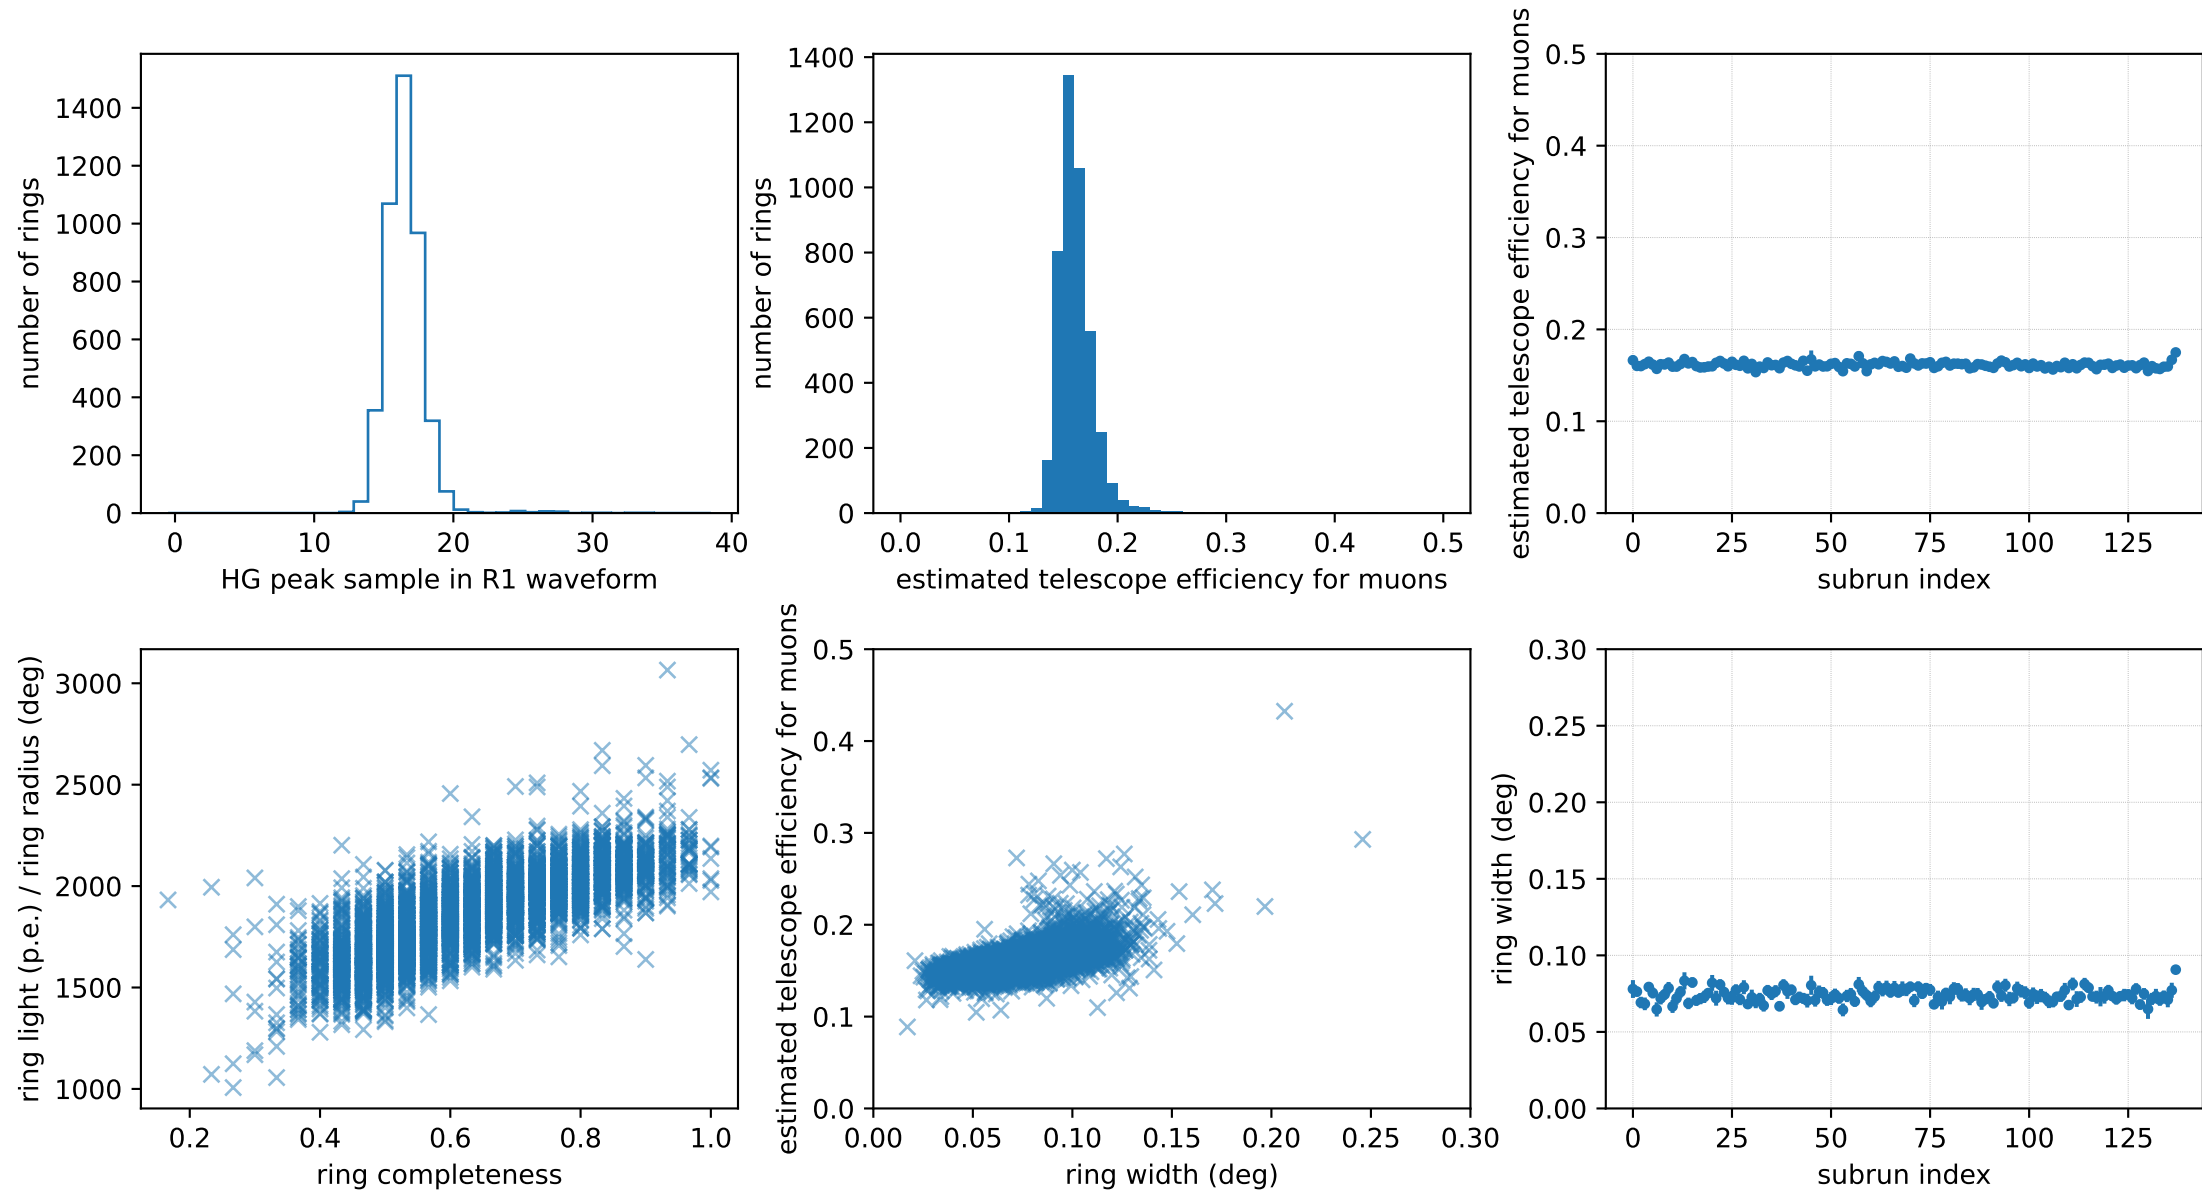 number of rings
1400
1200
1000
800
600
400
200
0
0 10 20 30 40
HG peak sample in R1 waveform
number of rings
1400
1200
1000
800
600
400
200
0
0.0 0.1 0.2 0.3 0.4 0.5
estimated telescope efficiency for muons
estimated telescope efficiency for muons
0.5
0.4
0.3
0.2
0.1
0.0
0 25 50 75 100 125
subrun index
ring light (p.e.) / ring radius (deg)
3000
2500
2000
1500
1000
0.2 0.4 0.6 0.8 1.0
ring completeness
estimated telescope efficiency for muons
0.5
0.4
0.3
0.2
0.1
0.0
0.00 0.05 0.10 0.15 0.20 0.25 0.30
ring width (deg)
ring width (deg)
0.30
0.25
0.20
0.15
0.10
0.05
0.00
0 25 50 75 100 125
subrun index